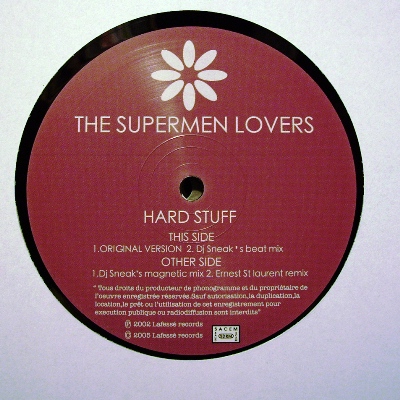 THE SUPERMEN LOVERS
HARD STUFF
THIS SIDE
1.ORIGINAL VERSION 2. Dj Sneak's beat mix
OTHER SIDE
1.Dj Sneak's magnetic mix 2. Ernest St laurent remix
" Tous droits du producteur de phonogramme et du propriétaire de
l'oeuvre enregistrée réservés.Sauf autorisation,la duplication,la
location,le prêt ou l'utilisation de cet enregistrement pour
execution publique ou radiodiffusion sont interdits"
℗ 2002 Lafessé records
© 2005 Lafessé records
SACEM